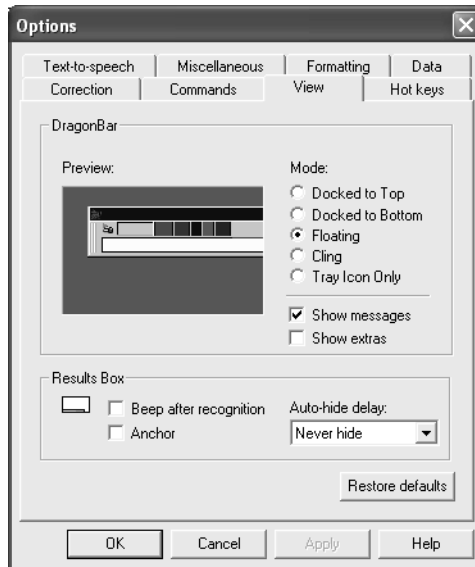 Options
Text-to-speech Miscellaneous Formatting Data
Correction Commands View Hot keys
DragonBar
Preview: Mode:
Docked to Top
Docked to Bottom
Floating
Cling
Tray Icon Only
Show messages
Show extras
Results Box
Beep after recognition Auto-hide delay:
Anchor Never hide
Restore defaults
OK Cancel Apply Help